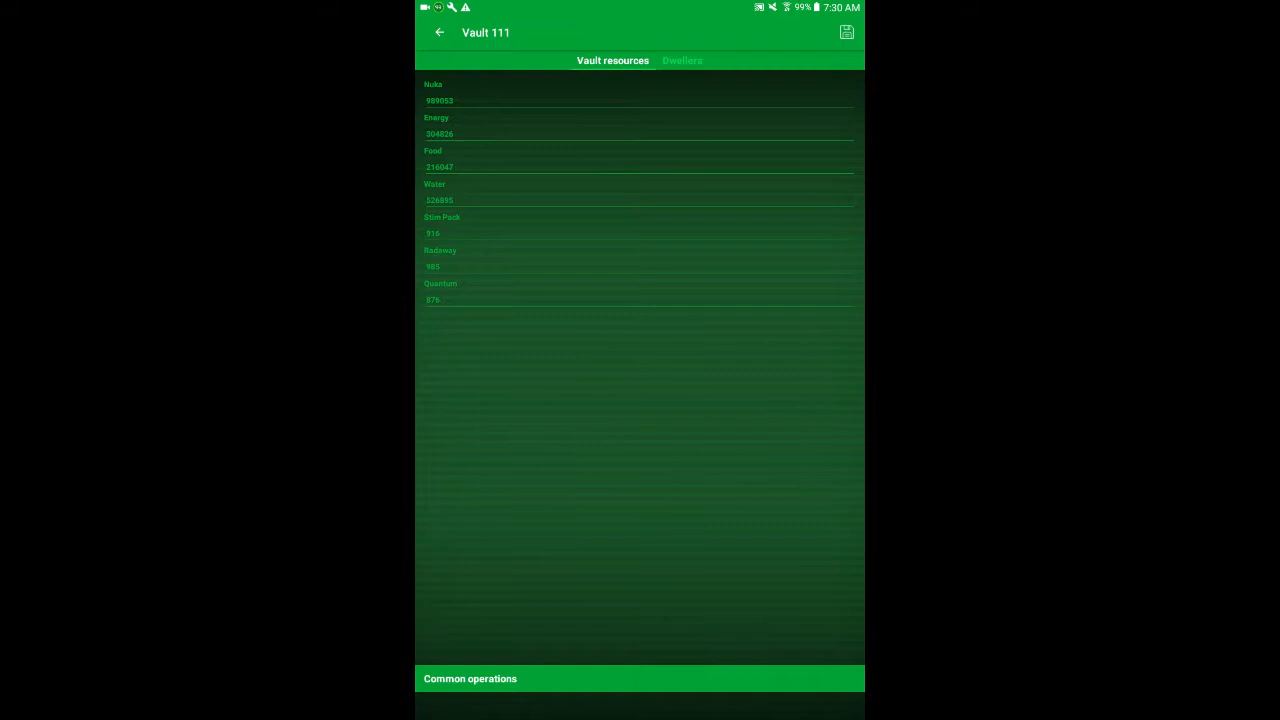 99% 7:30 AM
Vault 111
Vault resources Dwellers
Nuka
989053
Energy
304826
Food
216047
Water
526895
Stim Pack
916
Radaway
985
Quantum
876
Common operations